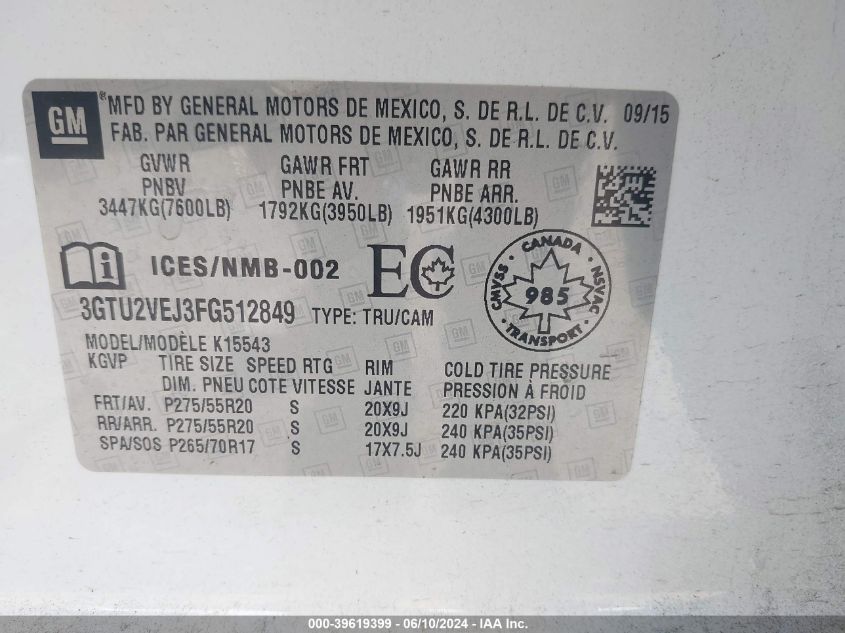 GM ® MFD BY GENERAL MOTORS DE MEXICO, S. DE R.L. DE C.V. 09/15
FAB. PAR GENERAL MOTORS DE MEXICO, S. DE R.L. DE C.V.
GVWR GAWR FRT GAWR RR
PNBV PNBE AV. PNBE ARR.
3447KG(7600LB) 1792KG(3950LB) 1951KG(4300LB)
ICES/NMB-002 EC
CANADA
CMVSS 985 NSVAC
TRANSPORT
3GTU2VEJ3FG512849 TYPE: TRU/CAM
MODEL/MODÈLE K15543
KGVP TIRE SIZE SPEED RTG RIM COLD TIRE PRESSURE
DIM. PNEU COTE VITESSE JANTE PRESSION À FROID
FRT/AV. P275/55R20 S 20X9J 220 KPA(32PSI)
RR/ARR. P275/55R20 S 20X9J 240 KPA(35PSI)
SPA/SOS P265/70R17 S 17X7.5J 240 KPA(35PSI)
000-39619399 - 06/10/2024 - IAA Inc.